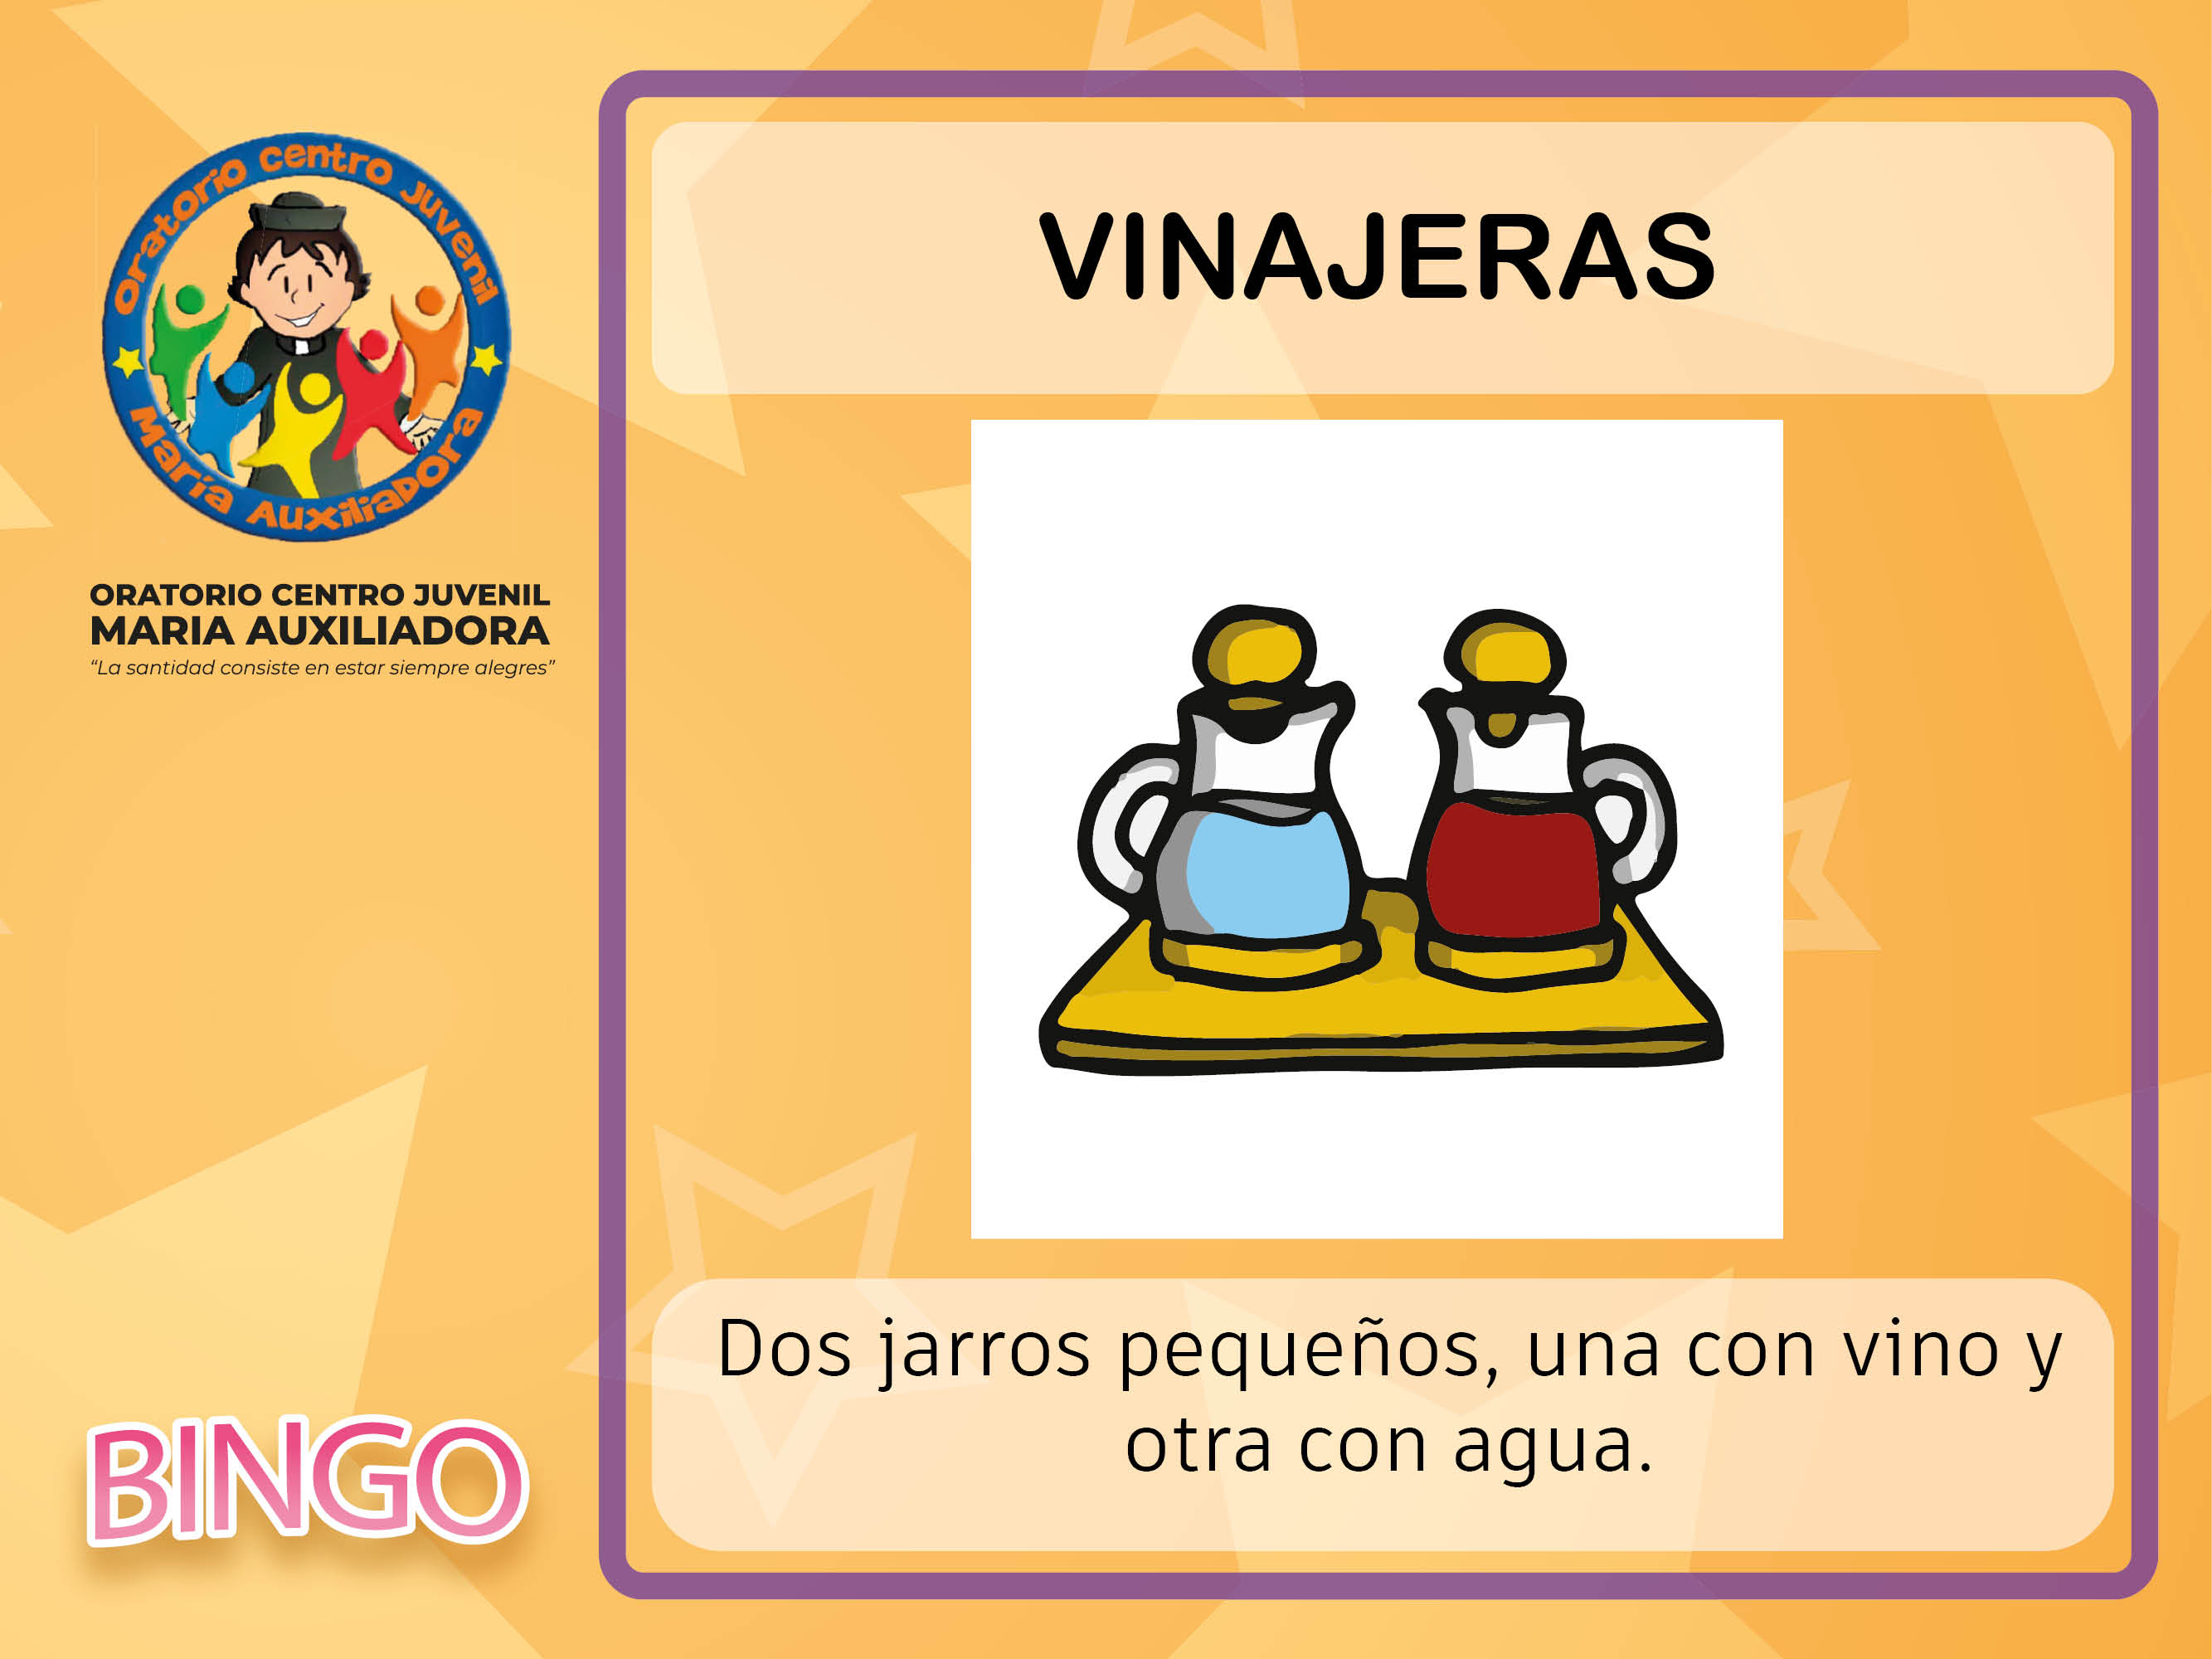 Oratorio Centro Juvenil
María Auxiliadora
ORATORIO CENTRO JUVENIL
MARIA AUXILIADORA
“La santidad consiste en estar siempre alegres”
BINGO
VINAJERAS
Dos jarros pequeños, una con vino y
otra con agua.